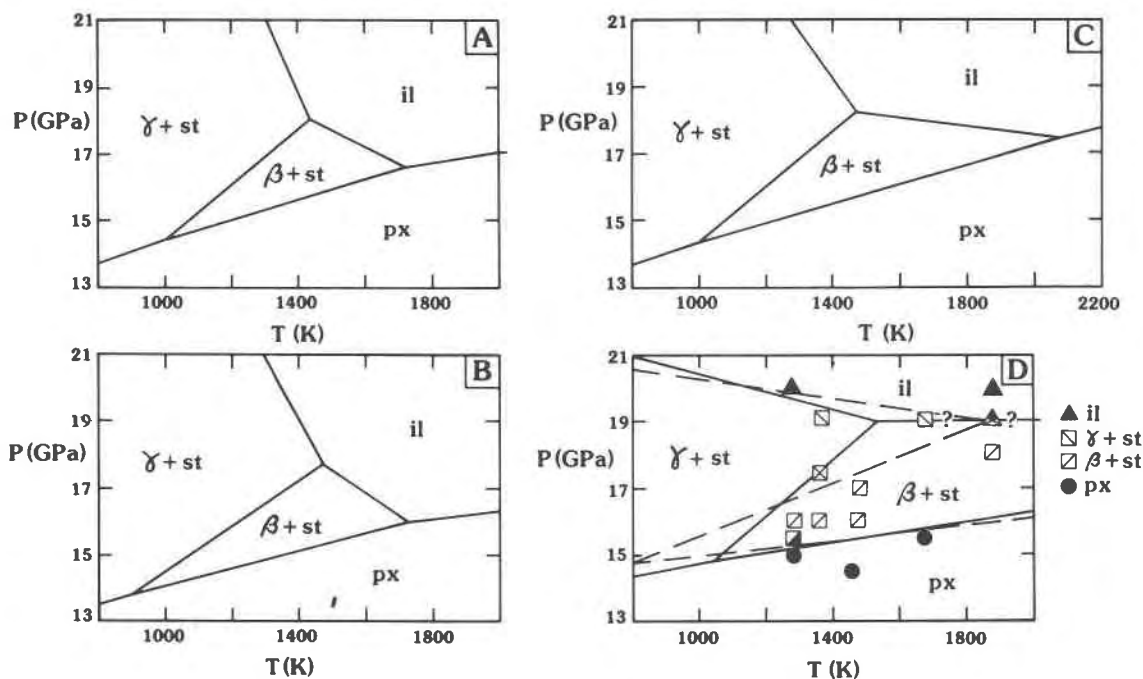 A
21
19
P(GPa)
17
15
13
γ + st
il
β + st
px
1000
1400
1800
T (K)
C
21
19
P(GPa)
17
15
13
γ + st
il
β + st
px
1000
1400
1800
2200
T (K)
B
21
19
P(GPa)
17
15
13
γ + st
il
β + st
px
1000
1400
1800
T (K)
D
21
19
P(GPa)
17
15
13
il
γ + st
? ?
β + st
px
1000
1400
1800
T (K)
il
γ + st
β + st
px